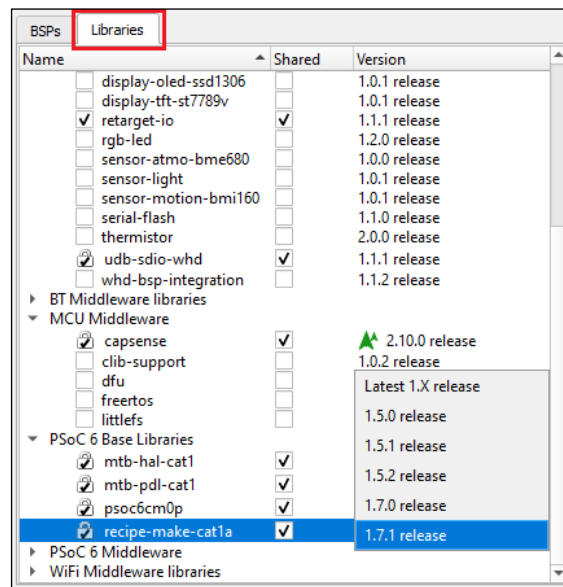 BSPs Libraries
Name Shared Version
display-oled-ssd1306 1.0.1 release
display-tft-st7789v 1.0.1 release
retarget-io 1.1.1 release
rgb-led 1.2.0 release
sensor-atmo-bme680 1.0.0 release
sensor-light 1.0.1 release
sensor-motion-bmi160 1.0.1 release
serial-flash 1.1.0 release
thermistor 2.0.0 release
udb-sdio-whd 1.1.1 release
whd-bsp-integration 1.1.2 release
BT Middleware libraries
MCU Middleware
capsense 2.10.0 release
clib-support 1.0.2 release
dfu
Latest 1.X release
freertos
1.5.0 release
littlefs
PSoC 6 Base Libraries
1.5.1 release
mtb-hal-cat1
mtb-pdl-cat1
1.5.2 release
psoc6cm0p
1.7.0 release
recipe-make-cat1a
1.7.1 release
PSoC 6 Middleware
WiFi Middleware libraries